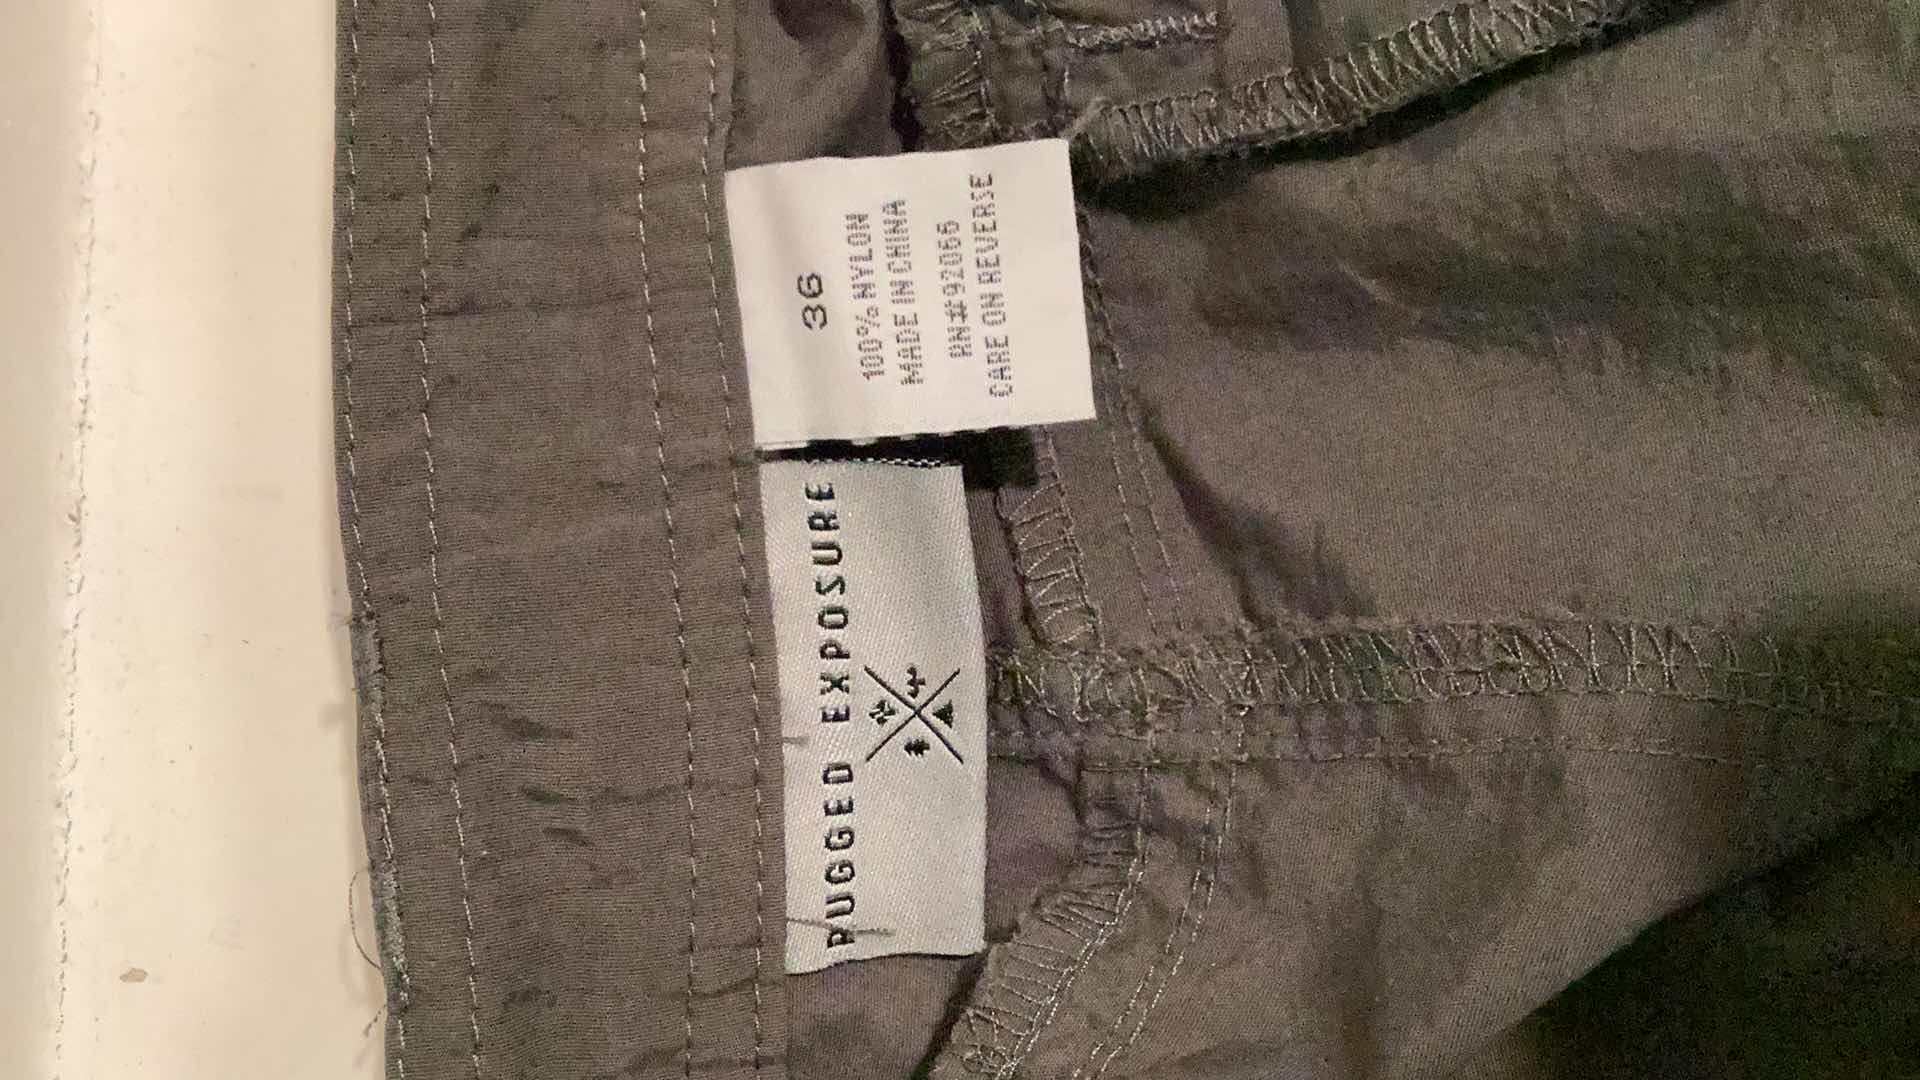 36
100% NYLON
MADE IN CHINA
RN#92066
CARE ON REVERSE
RUGGED EXPOSURE